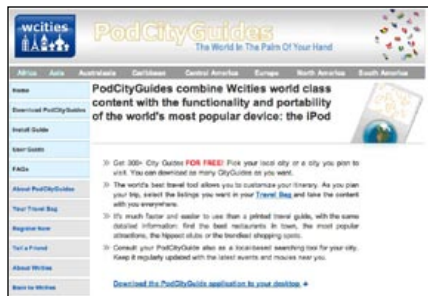 wcities
PodCityGuides
The World In The Palm Of Your Hand
Africa Asia Australasia Caribbean Central America Europe North America South America
Home
Download PodCityGuides
Install Guide
User Guide
FAQs
About PodCityGuides
Your Travel Bag
Register Now
Tell a Friend
About Wcities
Back to Wcities
PodCityGuides combine Wcities world class
content with the functionality and portability
of the world's most popular device: the iPod
Get 300+ City Guides FOR FREE! Pick your local city or a city you plan to
visit. You can download as many CityGuides as you want.
The world's best travel tool allows you to customize your itinerary. As you plan
your trip, select the listings you want in your Travel Bag and take the content
with you everywhere.
It's much faster and easier to use than a printed travel guide, with the same
detailed information: find the best restaurants in town, the most popular
attractions, the hippest clubs or the trendiest shopping spots.
Consult your PodCityGuide also as a local-based searching tool for your city.
Keep it regularly updated with the latest events and movies near you.
Download the PodCityGuide application to your desktop.